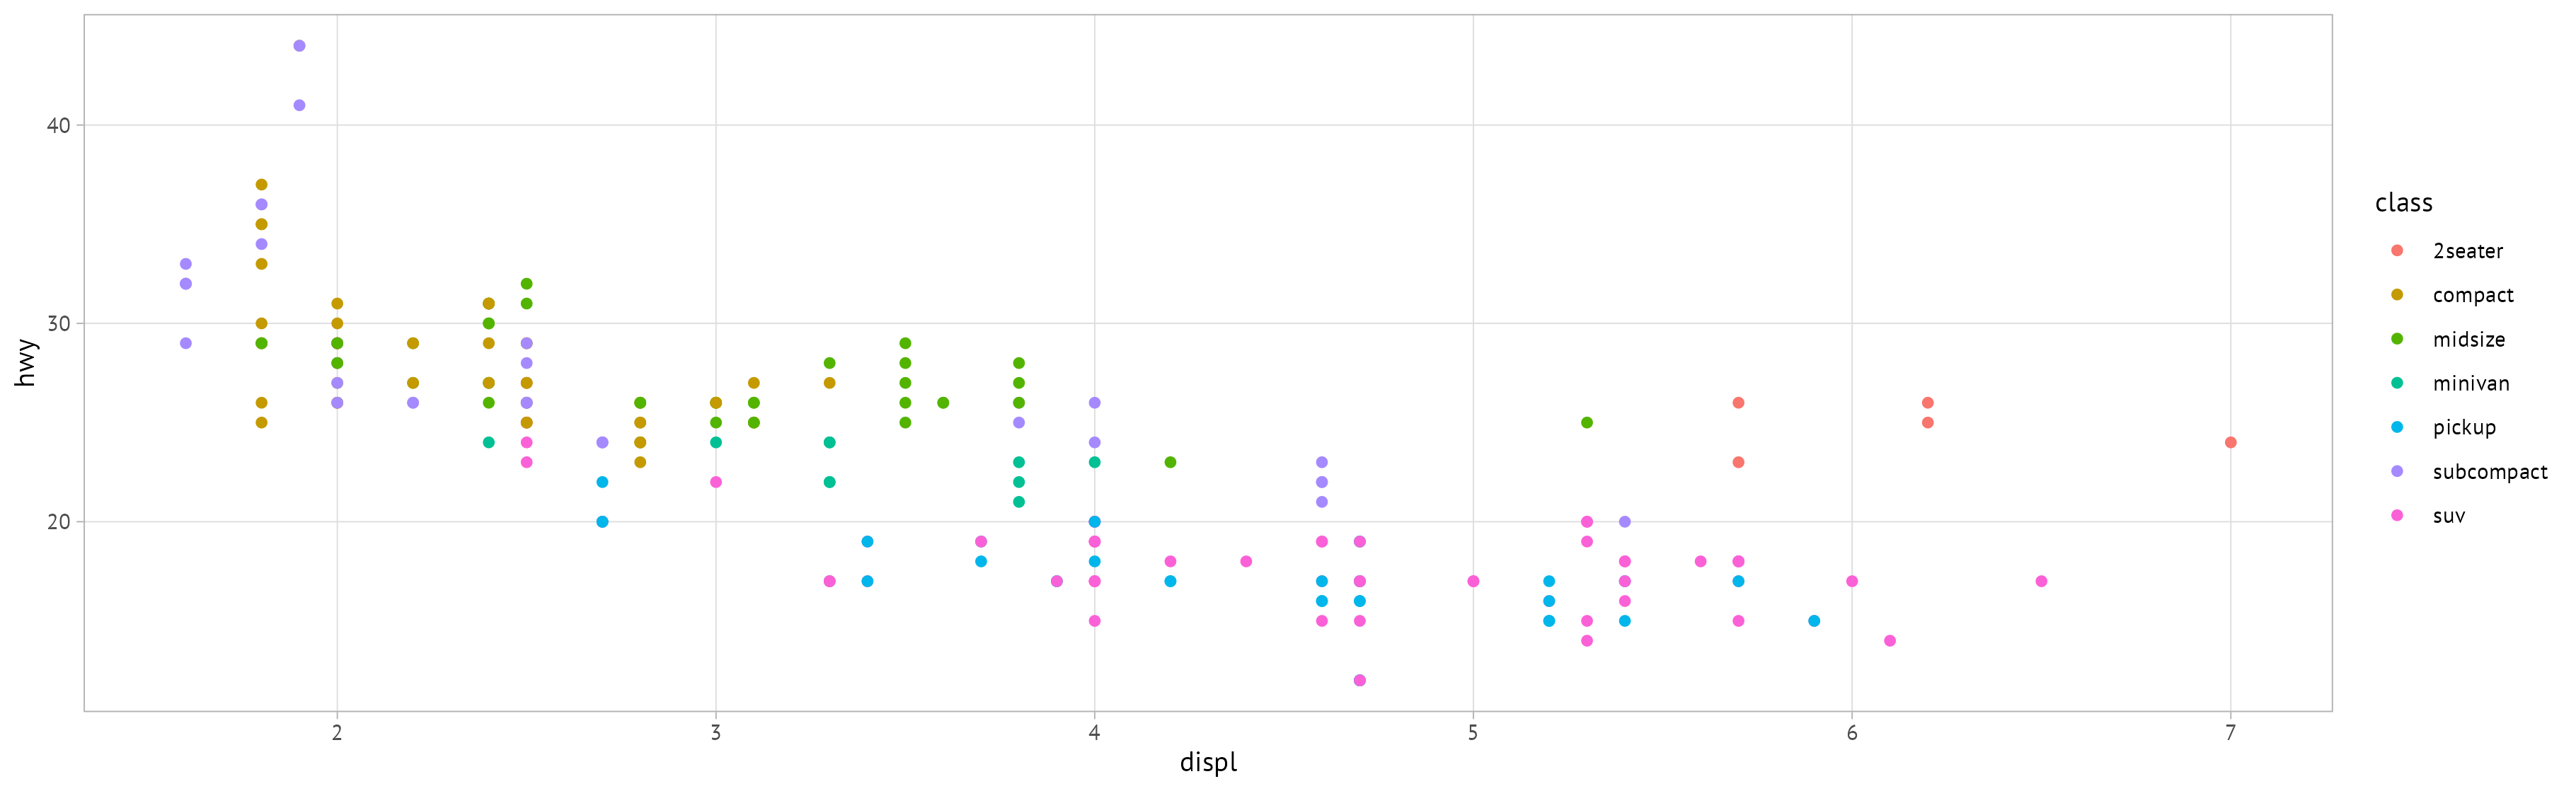 hwy
40
30
20
2 3 4 5 6 7
displ
class
2seater
compact
midsize
minivan
pickup
subcompact
suv